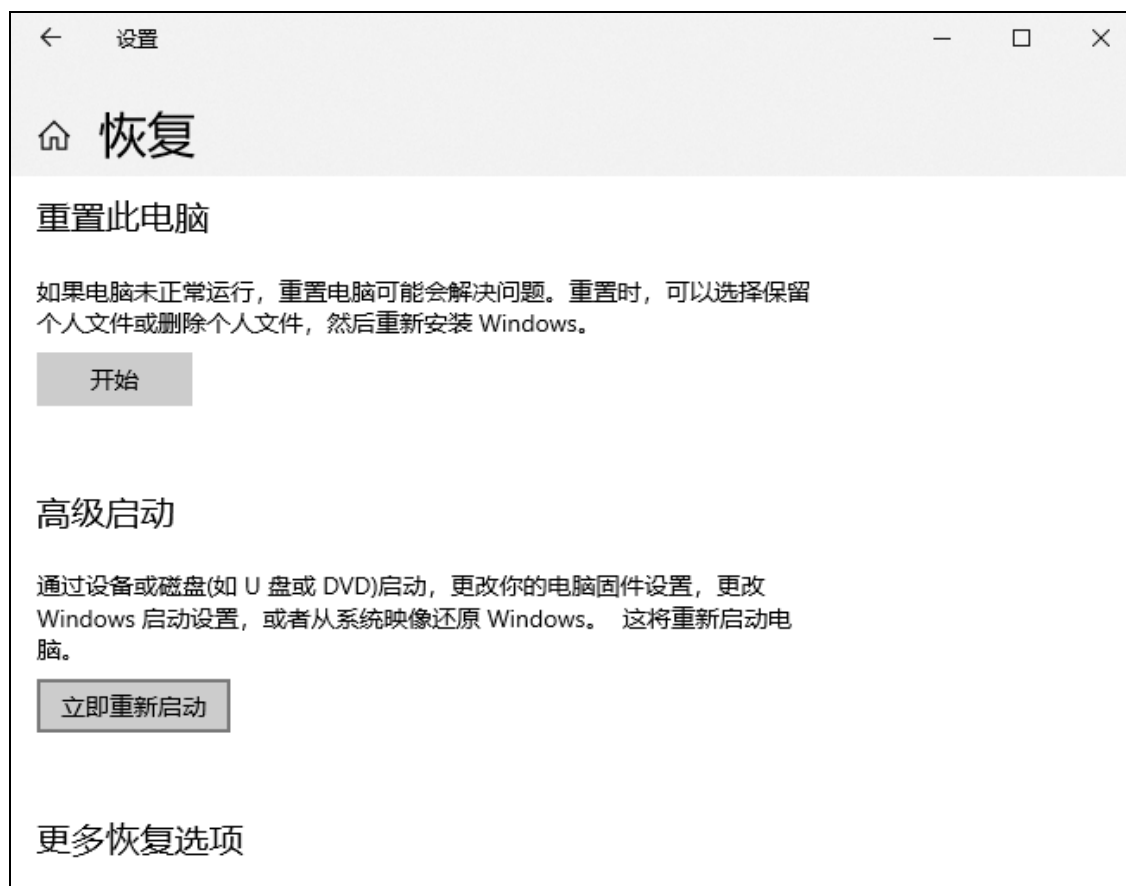 设置
恢复
重置此电脑
如果电脑未正常运行，重置电脑可能会解决问题。重置时，可以选择保留
个人文件或删除个人文件，然后重新安装 Windows。
开始
高级启动
通过设备或磁盘(如 U 盘或 DVD)启动，更改你的电脑固件设置，更改
Windows 启动设置，或者从系统映像还原 Windows。 这将重新启动电
脑。
立即重新启动
更多恢复选项